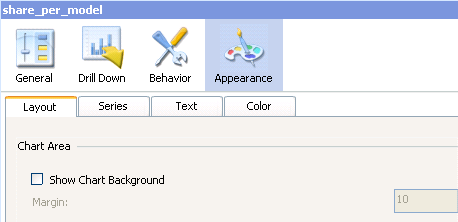 share_per_model
General Drill Down Behavior Appearance
Layout Series Text Color
Chart Area
Show Chart Background
Margin: 10